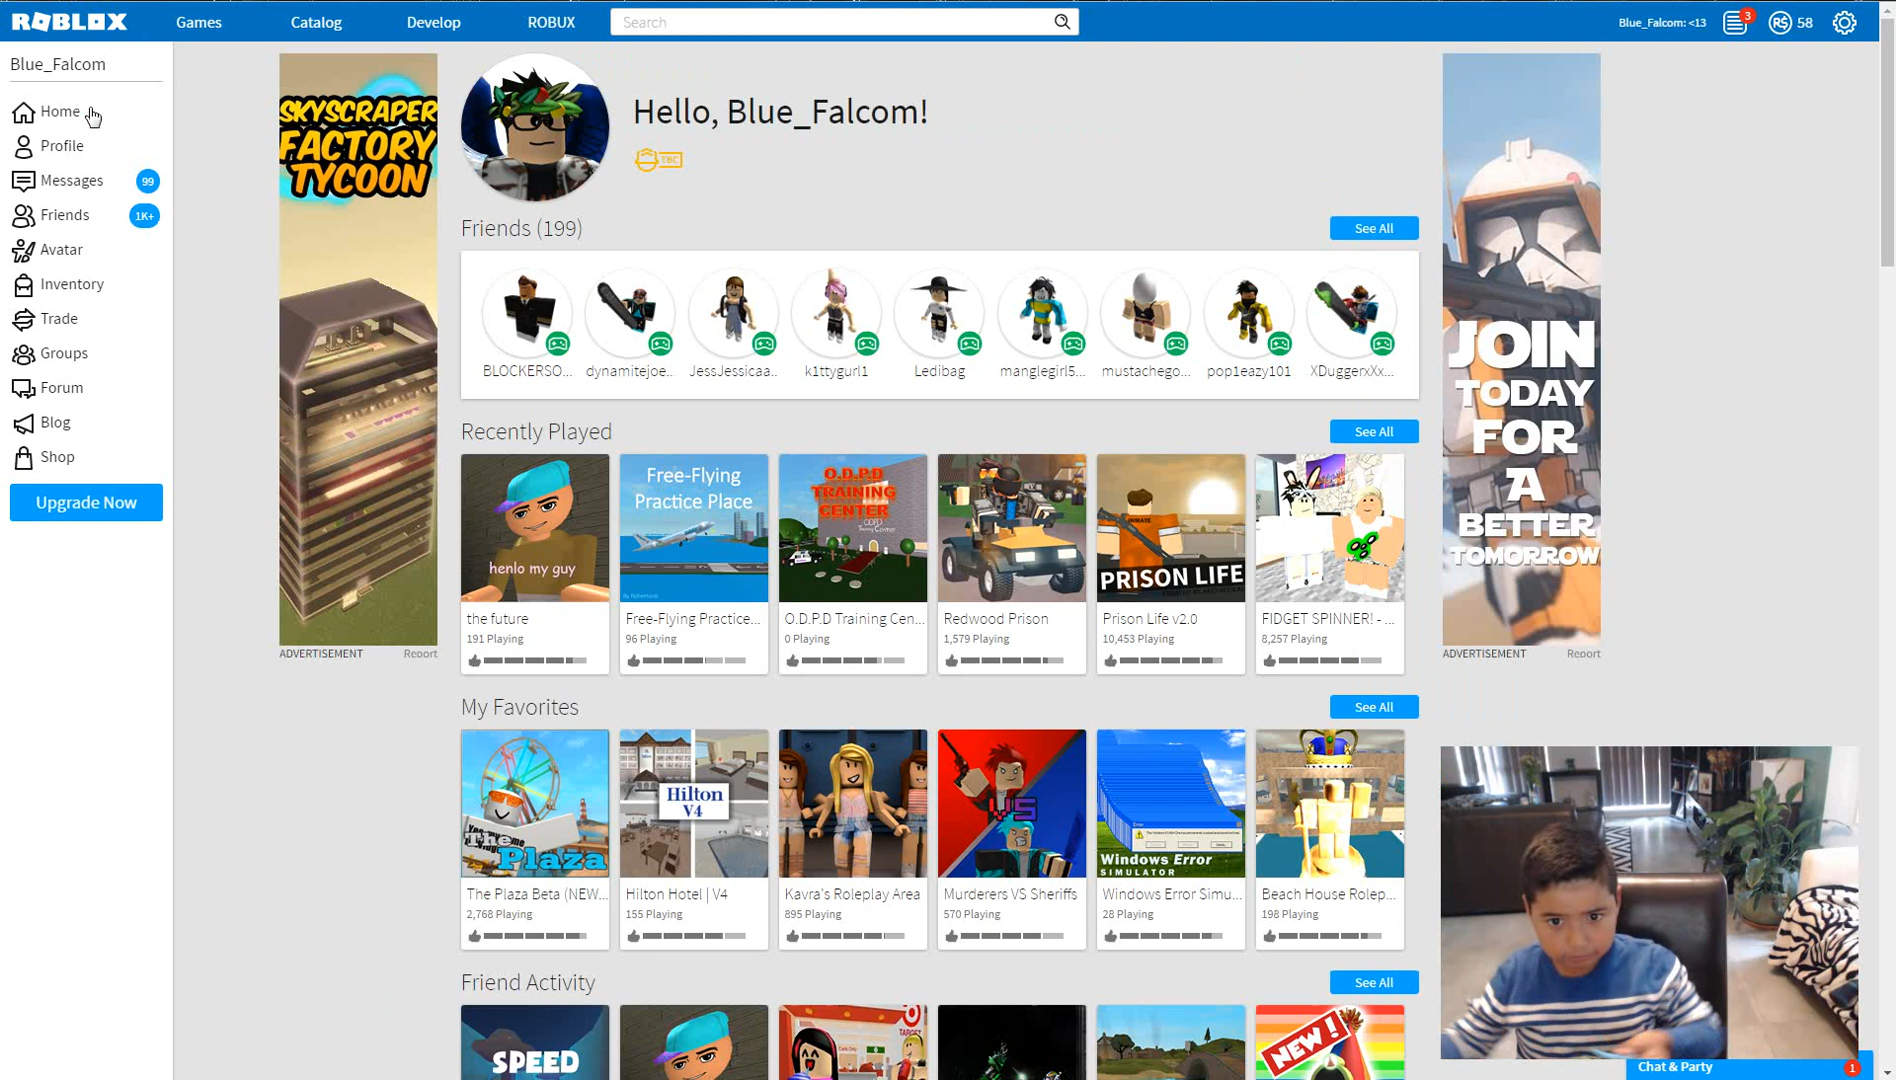 ROBLOX Games Catalog Develop ROBUX Search Blue_Falcom: <13 3 R$ 58
Blue_Falcom
Home
Profile
Messages 99
Friends 1K+
Avatar
Inventory
Trade
Groups
Forum
Blog
Shop
Upgrade Now
SKYSCRAPER
FACTORY
TYCOON
ADVERTISEMENT Report
Hello, Blue_Falcom!
TBC
Friends (199) See All
BLOCKERSO... dynamitejoe.. JessJessicaa.. k1ttygurl1 Ledibag manglegirl5... mustachego... pop1eazy101 XDuggerxXx...
Recently Played See All
henlo my guy
the future
191 Playing
Free-Flying
Practice Place
Free-Flying Practice...
96 Playing
O.D.P.D
TRAINING
CENTER
O.D.P.D Training Cen...
0 Playing
Redwood Prison
1,579 Playing
INMATE
PRISON LIFE
Prison Life v2.0
10,453 Playing
FIDGET SPINNER! - ...
8,257 Playing
My Favorites See All
The
Plaza
The Plaza Beta (NEW...
2,768 Playing
Hilton
V4
Hilton Hotel | V4
155 Playing
Kavra's Roleplay Area
895 Playing
VS
Murderers VS Sheriffs
570 Playing
Error
Windows Error
SIMULATOR
Windows Error Simu...
28 Playing
Beach House Rolep...
198 Playing
Friend Activity See All
SPEED
TARGET
NEW!
JOIN
TODAY
FOR
A
BETTER
TOMORROW
ADVERTISEMENT Report
Chat & Party 1